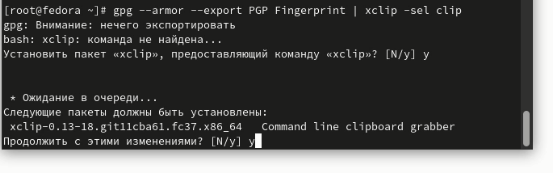 [root@fedora ~]# gpg --armor --export PGP Fingerprint | xclip -sel clip
gpg: Внимание: нечего экспортировать
bash: xclip: команда не найдена...
Установить пакет «xclip», предоставляющий команду «xclip»? [N/y] y
* Ожидание в очереди...
Следующие пакеты должны быть установлены:
xclip-0.13-18.git11cba61.fc37.x86_64 Command line clipboard grabber
Продолжить с этими изменениями? [N/y] y